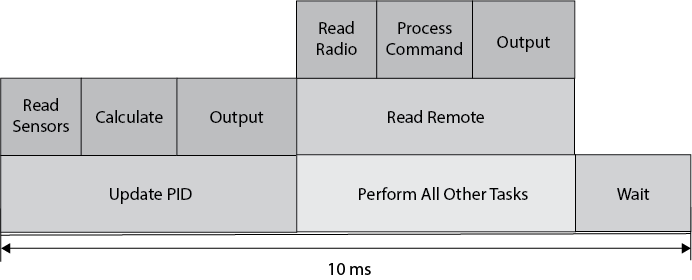 Read
Radio
Process
Command
Output
Read
Sensors
Calculate
Output
Read Remote
Update PID
Perform All Other Tasks
Wait
10 ms